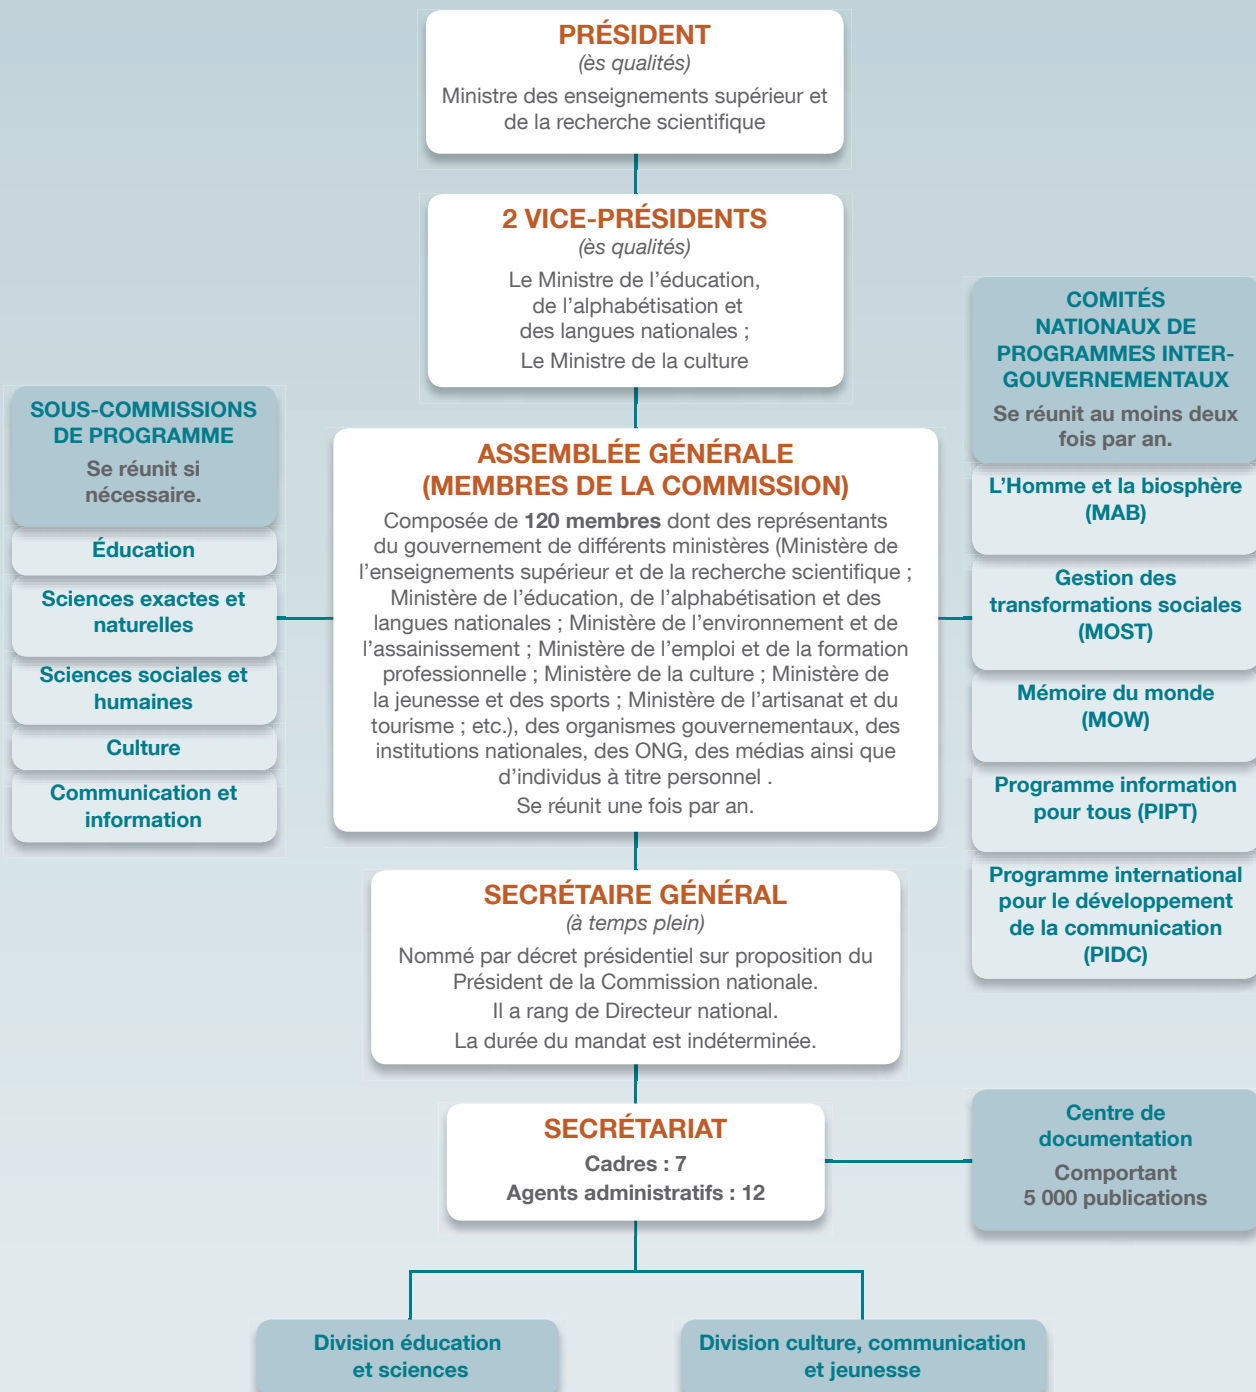 PRÉSIDENT
(ès qualités)
Ministre des enseignements supérieur et
de la recherche scientifique
2 VICE-PRÉSIDENTS
(ès qualités)
Le Ministre de l’éducation,
de l’alphabétisation et
des langues nationales ;
Le Ministre de la culture
SOUS-COMMISSIONS
DE PROGRAMME
Se réunit si
nécessaire.
Éducation
Sciences exactes et
naturelles
Sciences sociales et
humaines
Culture
Communication et
information
ASSEMBLÉE GÉNÉRALE
(MEMBRES DE LA COMMISSION)
Composée de 120 membres dont des représentants
du gouvernement de différents ministères (Ministère de
l’enseignements supérieur et de la recherche scientifique ;
Ministère de l’éducation, de l’alphabétisation et des
langues nationales ; Ministère de l’environnement et de
l’assainissement ; Ministère de l’emploi et de la formation
professionnelle ; Ministère de la culture ; Ministère de
la jeunesse et des sports ; Ministère de l’artisanat et du
tourisme ; etc.), des organismes gouvernementaux, des
institutions nationales, des ONG, des médias ainsi que
d’individus à titre personnel .
Se réunit une fois par an.
COMITÉS
NATIONAUX DE
PROGRAMMES INTER-
GOUVERNEMENTAUX
Se réunit au moins deux
fois par an.
L’Homme et la biosphère
(MAB)
Gestion des
transformations sociales
(MOST)
Mémoire du monde
(MOW)
Programme information
pour tous (PIPT)
Programme international
pour le développement
de la communication
(PIDC)
SECRÉTAIRE GÉNÉRAL
(à temps plein)
Nommé par décret présidentiel sur proposition du
Président de la Commission nationale.
Il a rang de Directeur national.
La durée du mandat est indéterminée.
SECRÉTARIAT
Cadres : 7
Agents administratifs : 12
Centre de
documentation
Comportant
5 000 publications
Division éducation
et sciences
Division culture, communication
et jeunesse